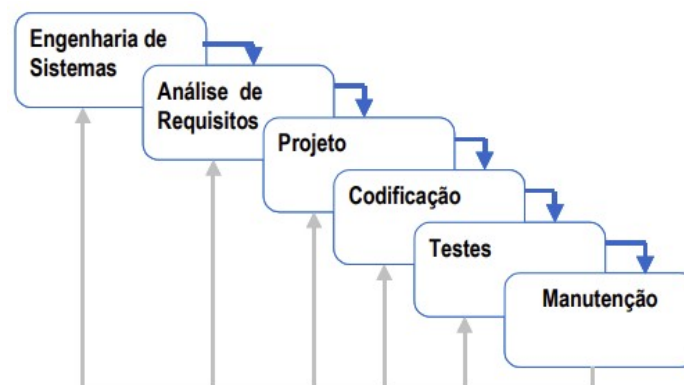 Engenharia de
Sistemas
Análise de
Requisitos
Projeto
Codificação
Testes
Manutenção